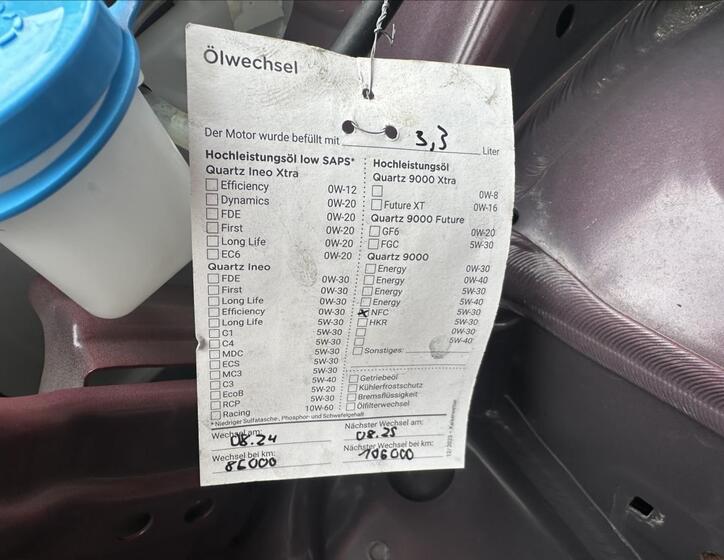 Ölwechsel
Der Motor wurde befüllt mit 3,3 Liter
Hochleistungsöl low SAPS*
Quartz Ineo Xtra
Efficiency 0W-12
Dynamics 0W-20
FDE 0W-20
First 0W-20
Long Life 0W-20
EC6 0W-20
Quartz Ineo
FDE 0W-30
First 0W-30
Long Life 0W-30
Efficiency 0W-30
Long Life 5W-30
C1 5W-30
C4 5W-30
MDC 5W-30
ECS 5W-30
MC3 5W-30
C3 5W-40
EcoB 5W-20
RCP 5W-30
Racing 10W-60
* Niedriger Sulfatasche-, Phosphor- und Schwefelgehalt
Hochleistungsöl
Quartz 9000 Xtra
0W-8
Future XT 0W-16
Quartz 9000 Future
GF6 0W-20
FGC 5W-30
Quartz 9000
Energy 0W-30
Energy 0W-40
Energy 5W-30
Energy 5W-40
NFC 5W-30
HKR 5W-30
0W-30
5W-40
Sonstiges:
Getriebeöl
Kühlerfrostschutz
Bremsflüssigkeit
Ölfilterwechsel
Wechsel am: 08.24
Nächster Wechsel am: 08.25
Wechsel bei km: 86000
Nächster Wechsel bei km: 106000